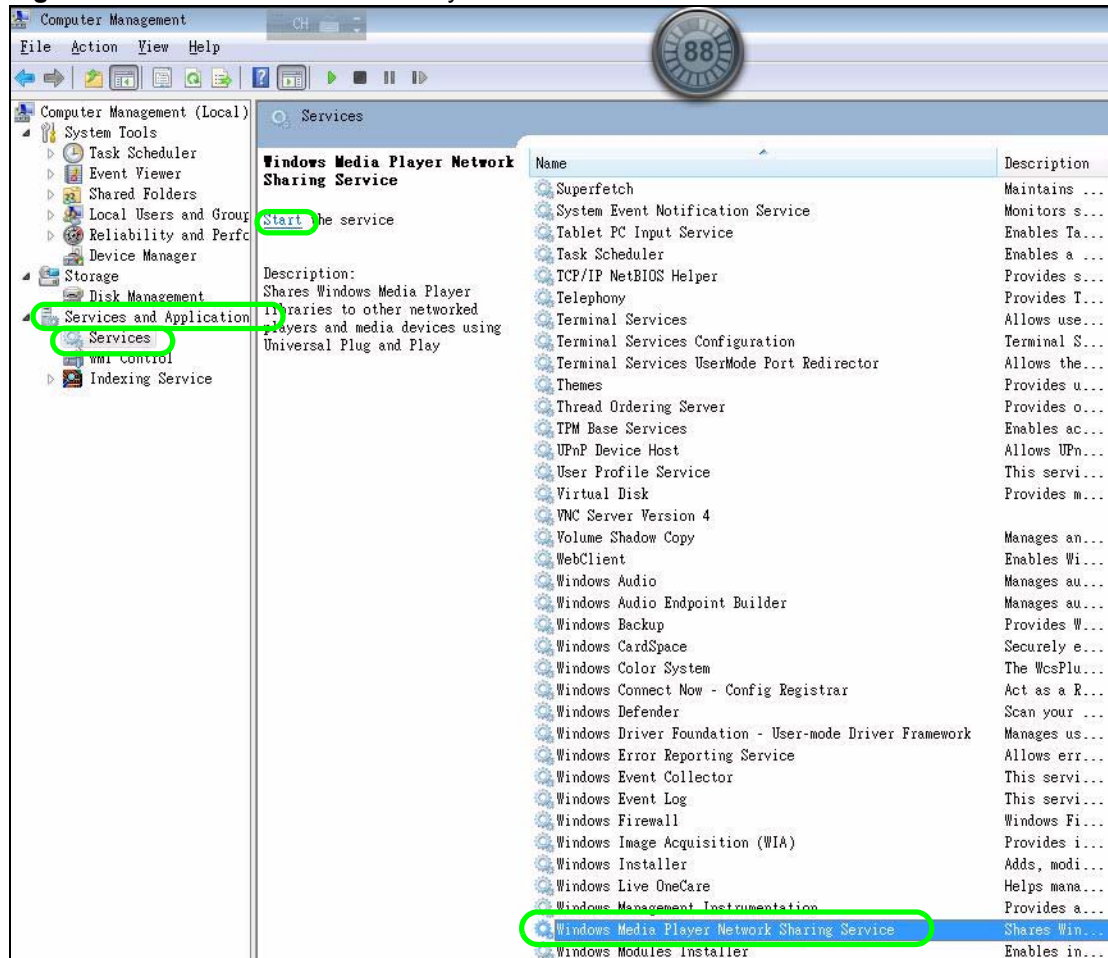 Computer Management
CH
File Action View Help
88
Computer Management (Local)
System Tools
Task Scheduler
Event Viewer
Shared Folders
Local Users and Group
Reliability and Perfc
Device Manager
Storage
Disk Management
Services and Application
Services
WMI Control
Indexing Service
Services
Windows Media Player Network
Sharing Service
Start the service
Description:
Shares Windows Media Player
libraries to other networked
players and media devices using
Universal Plug and Play
Name Description
Superfetch Maintains ...
System Event Notification Service Monitors s...
Tablet PC Input Service Enables Ta...
Task Scheduler Enables a ...
TCP/IP NetBIOS Helper Provides s...
Telephony Provides T...
Terminal Services Allows use...
Terminal Services Configuration Terminal S...
Terminal Services UserMode Port Redirector Allows the...
Themes Provides u...
Thread Ordering Server Provides o...
TPM Base Services Enables ac...
UPnP Device Host Allows UPn...
User Profile Service This servi...
Virtual Disk Provides m...
VNC Server Version 4
Volume Shadow Copy Manages an...
WebClient Enables Wi...
Windows Audio Manages au...
Windows Audio Endpoint Builder Manages au...
Windows Backup Provides W...
Windows CardSpace Securely e...
Windows Color System The WcsPlu...
Windows Connect Now - Config Registrar Act as a R...
Windows Defender Scan your ...
Windows Driver Foundation - User-mode Driver Framework Manages us...
Windows Error Reporting Service Allows err...
Windows Event Collector This servi...
Windows Event Log This servi...
Windows Firewall Windows Fi...
Windows Image Acquisition (WIA) Provides i...
Windows Installer Adds, modi...
Windows Live OneCare Helps mana...
Windows Management Instrumentation Provides a...
Windows Media Player Network Sharing Service Shares Win...
Windows Modules Installer Enables in...